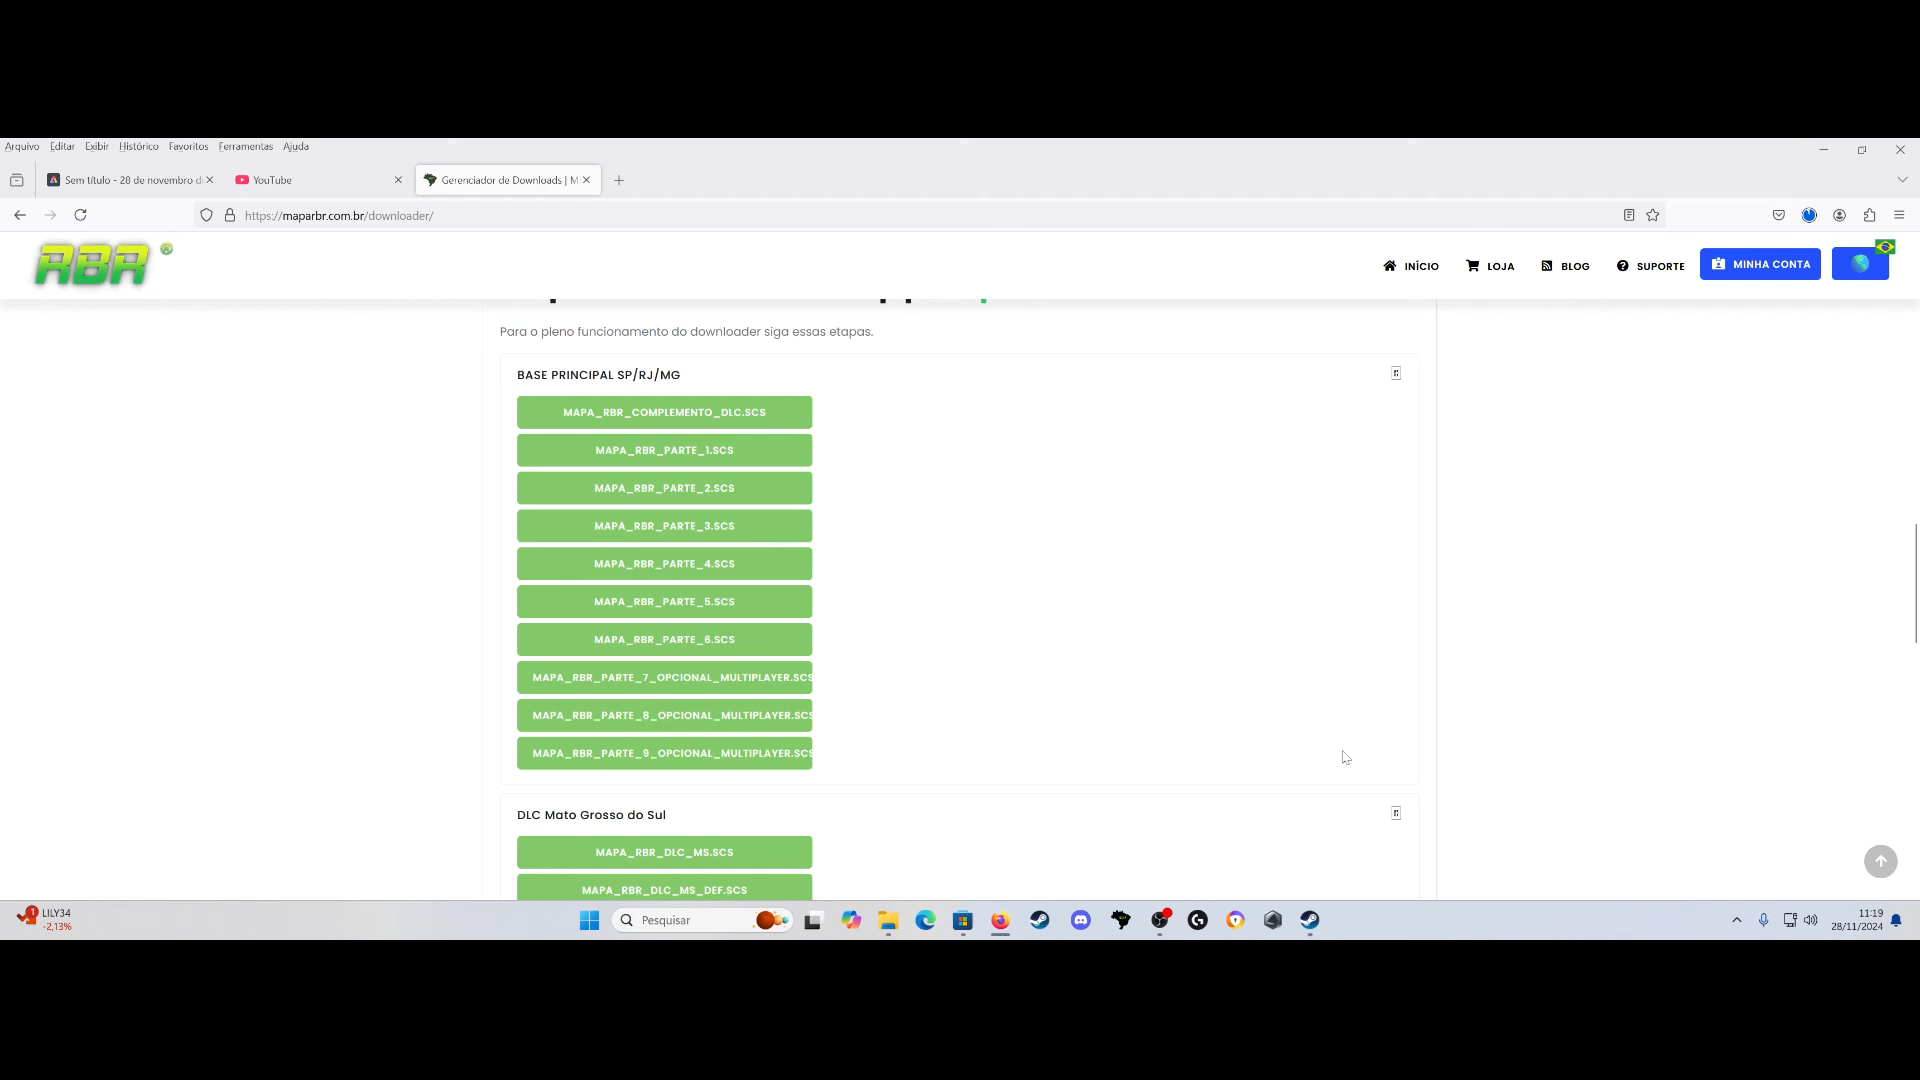 Arquivo Editar Exibir Histórico Favoritos Ferramentas Ajuda
Sem título - 28 de novembro d
YouTube
Gerenciador de Downloads | M
https://maparbr.com.br/downloader/
RBR
INÍCIO
LOJA
BLOG
SUPORTE
MINHA CONTA
Para o pleno funcionamento do downloader siga essas etapas.
BASE PRINCIPAL SP/RJ/MG
MAPA_RBR_COMPLEMENTO_DLC.SCS
MAPA_RBR_PARTE_1.SCS
MAPA_RBR_PARTE_2.SCS
MAPA_RBR_PARTE_3.SCS
MAPA_RBR_PARTE_4.SCS
MAPA_RBR_PARTE_5.SCS
MAPA_RBR_PARTE_6.SCS
MAPA_RBR_PARTE_7_OPCIONAL_MULTIPLAYER.SCS
MAPA_RBR_PARTE_8_OPCIONAL_MULTIPLAYER.SCS
MAPA_RBR_PARTE_9_OPCIONAL_MULTIPLAYER.SCS
DLC Mato Grosso do Sul
MAPA_RBR_DLC_MS.SCS
MAPA_RBR_DLC_MS_DEF.SCS
1
LILY34
-2,13%
Pesquisar
11:19
28/11/2024